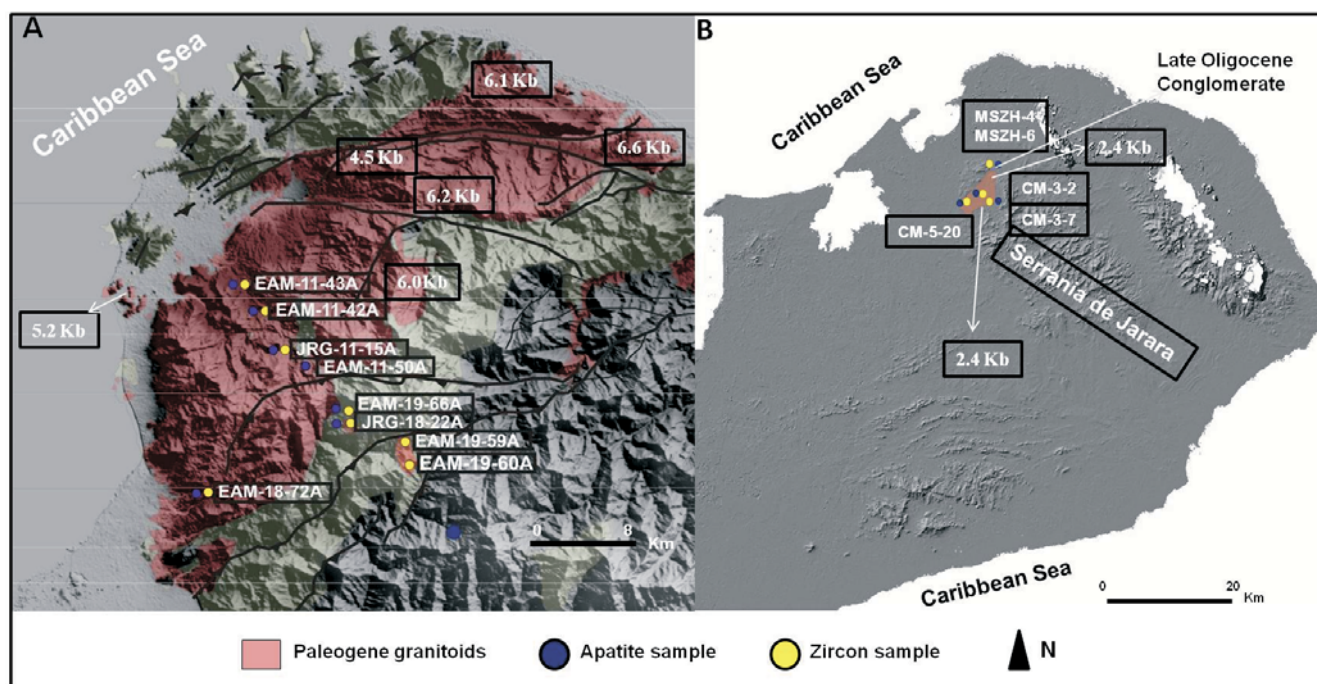 A
Caribbean Sea
6.1 Kb
4.5 Kb
6.6 Kb
6.2 Kb
6.0Kb
5.2 Kb
EAM-11-43A
EAM-11-42A
JRG-11-15A
EAM-11-50A
EAM-19-66A
JRG-18-22A
EAM-19-59A
EAM-19-60A
EAM-18-72A
0 8
Km
B
Caribbean Sea
Late Oligocene
Conglomerate
MSZH-4
MSZH-6
2.4 Kb
CM-3-2
CM-3-7
CM-5-20
Serrania de Jarara
2.4 Kb
Caribbean Sea
0 20
Km
Paleogene granitoids
Apatite sample
Zircon sample
N